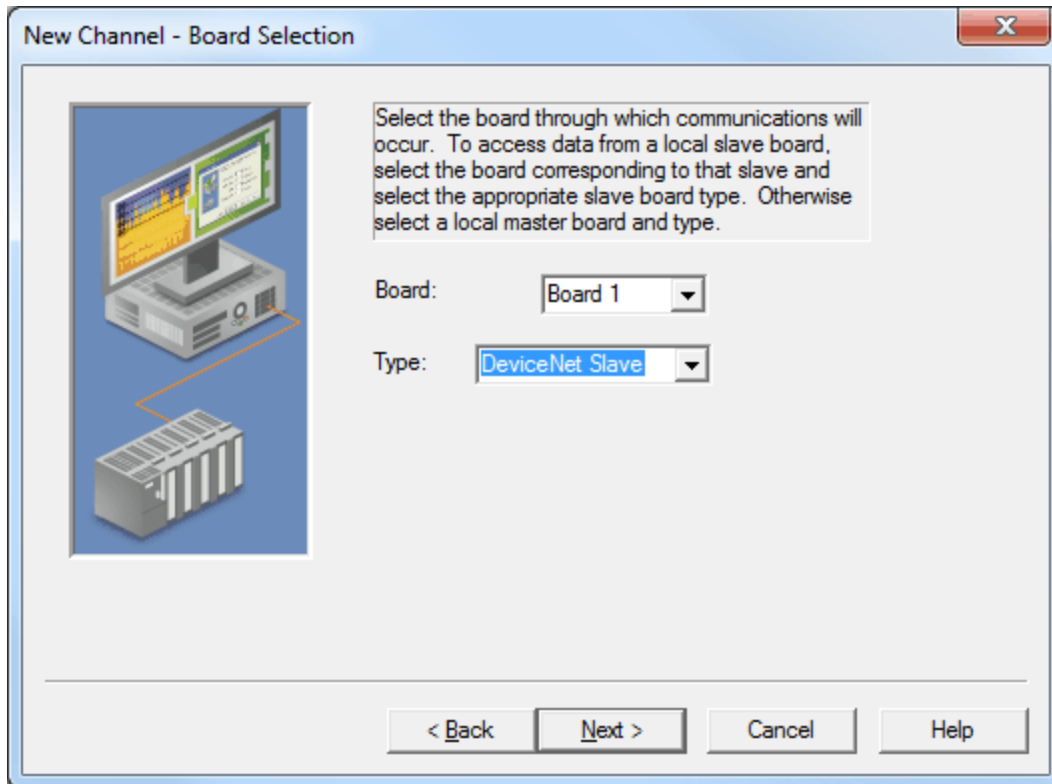 New Channel - Board Selection
Select the board through which communications will
occur. To access data from a local slave board,
select the board corresponding to that slave and
select the appropriate slave board type. Otherwise
select a local master board and type.
Board: Board 1
Type: DeviceNet Slave
< Back Next > Cancel Help